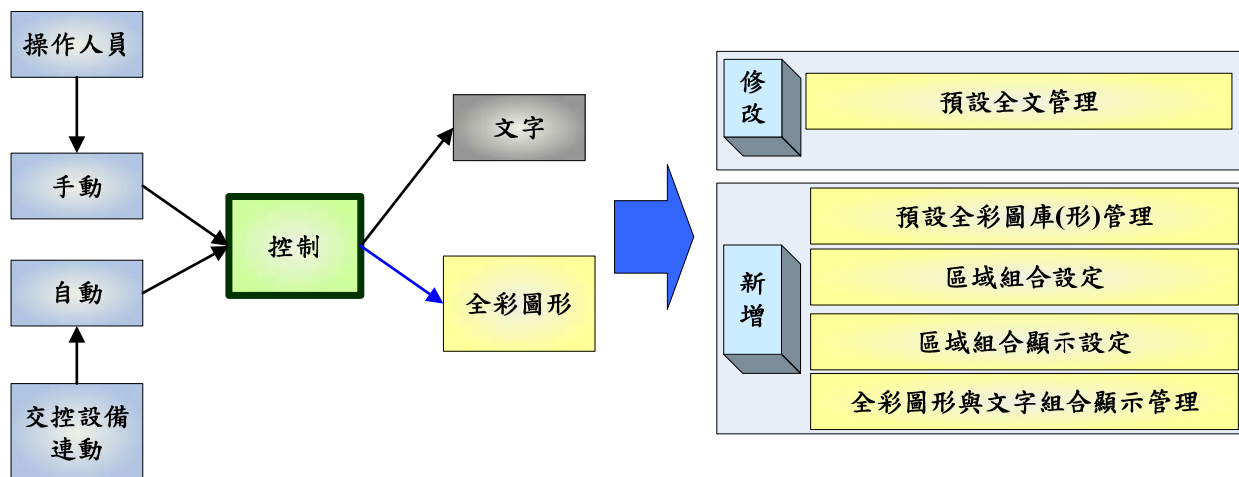 操作人員
手動
自動
交控設備
連動
控制
文字
全彩圖形
修
改
預設全文管理
新
增
預設全彩圖庫(形)管理
區域組合設定
區域組合顯示設定
全彩圖形與文字組合顯示管理